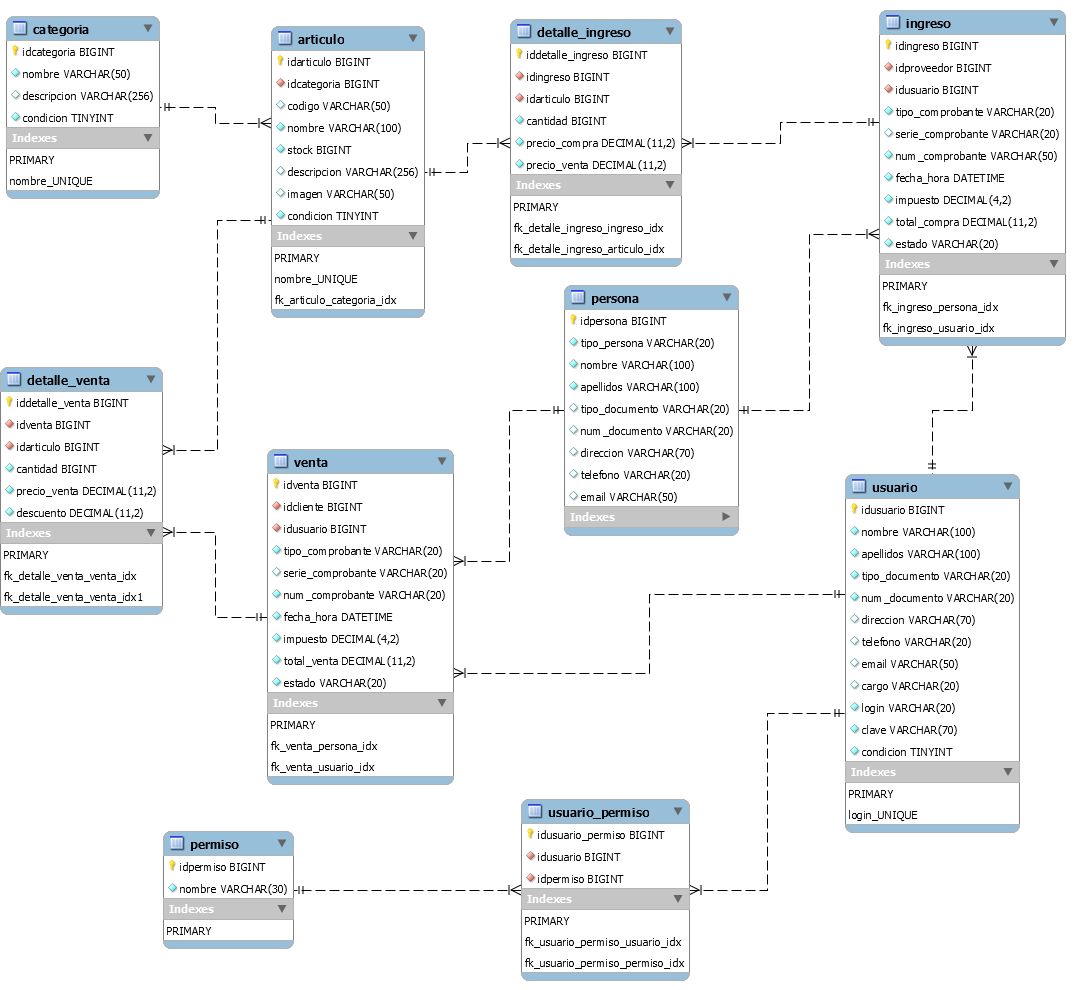 categoria
idcategoria BIGINT
nombre VARCHAR(50)
descripcion VARCHAR(256)
condicion TINYINT
Indexes
PRIMARY
nombre_UNIQUE
articulo
idarticulo BIGINT
idcategoria BIGINT
codigo VARCHAR(50)
nombre VARCHAR(100)
stock BIGINT
descripcion VARCHAR(256)
imagen VARCHAR(50)
condicion TINYINT
Indexes
PRIMARY
nombre_UNIQUE
fk_articulo_categoria_idx
detalle_ingreso
iddetalle_ingreso BIGINT
idingreso BIGINT
idarticulo BIGINT
cantidad BIGINT
precio_compra DECIMAL(11,2)
precio_venta DECIMAL(11,2)
Indexes
PRIMARY
fk_detalle_ingreso_ingreso_idx
fk_detalle_ingreso_articulo_idx
ingreso
idingreso BIGINT
idproveedor BIGINT
idusuario BIGINT
tipo_comprobante VARCHAR(20)
serie_comprobante VARCHAR(20)
num_comprobante VARCHAR(50)
fecha_hora DATETIME
impuesto DECIMAL(4,2)
total_compra DECIMAL(11,2)
estado VARCHAR(20)
Indexes
PRIMARY
fk_ingreso_persona_idx
fk_ingreso_usuario_idx
persona
idpersona BIGINT
tipo_persona VARCHAR(20)
nombre VARCHAR(100)
apellidos VARCHAR(100)
tipo_documento VARCHAR(20)
num_documento VARCHAR(20)
direccion VARCHAR(70)
telefono VARCHAR(20)
email VARCHAR(50)
Indexes
detalle_venta
iddetalle_venta BIGINT
idventa BIGINT
idarticulo BIGINT
cantidad BIGINT
precio_venta DECIMAL(11,2)
descuento DECIMAL(11,2)
Indexes
PRIMARY
fk_detalle_venta_venta_idx
fk_detalle_venta_venta_idx1
venta
idventa BIGINT
idcliente BIGINT
idusuario BIGINT
tipo_comprobante VARCHAR(20)
serie_comprobante VARCHAR(20)
num_comprobante VARCHAR(20)
fecha_hora DATETIME
impuesto DECIMAL(4,2)
total_venta DECIMAL(11,2)
estado VARCHAR(20)
Indexes
PRIMARY
fk_venta_persona_idx
fk_venta_usuario_idx
usuario
idusuario BIGINT
nombre VARCHAR(100)
apellidos VARCHAR(100)
tipo_documento VARCHAR(20)
num_documento VARCHAR(20)
direccion VARCHAR(70)
telefono VARCHAR(20)
email VARCHAR(50)
cargo VARCHAR(20)
login VARCHAR(20)
clave VARCHAR(70)
condicion TINYINT
Indexes
PRIMARY
login_UNIQUE
permiso
idpermiso BIGINT
nombre VARCHAR(30)
Indexes
PRIMARY
usuario_permiso
idusuario_permiso BIGINT
idusuario BIGINT
idpermiso BIGINT
Indexes
PRIMARY
fk_usuario_permiso_usuario_idx
fk_usuario_permiso_permiso_idx